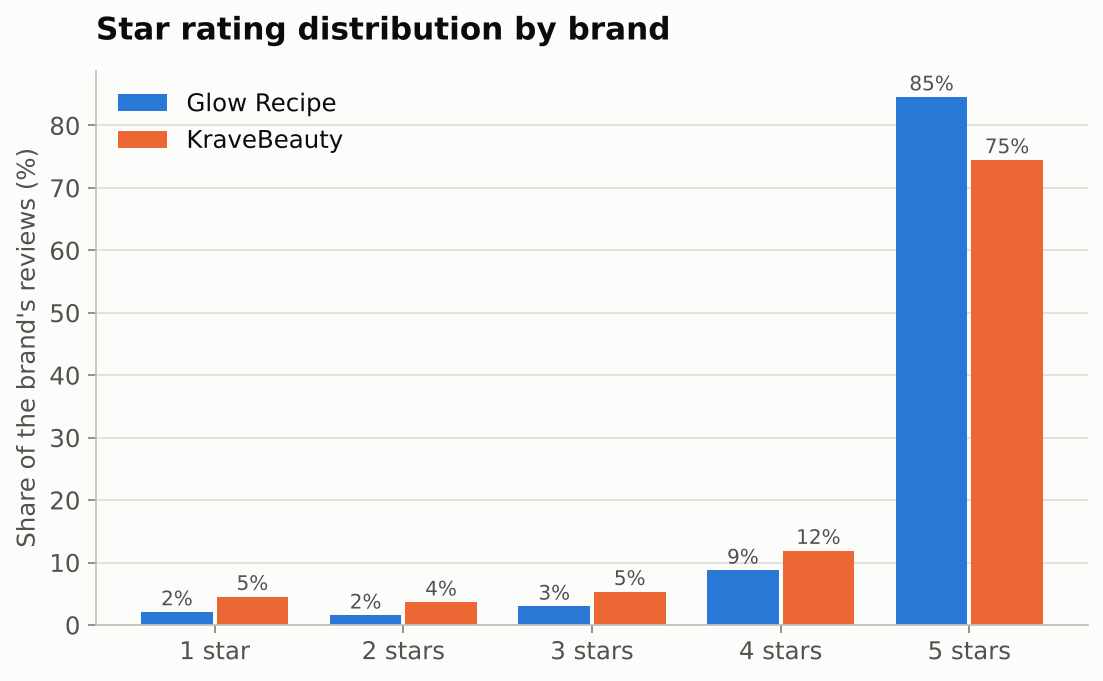 Star rating distribution by brand
Glow Recipe
KraveBeauty
Share of the brand's reviews (%)
80
70
60
50
40
30
20
10
0
2%
5%
2%
4%
3%
5%
9%
12%
85%
75%
1 star
2 stars
3 stars
4 stars
5 stars